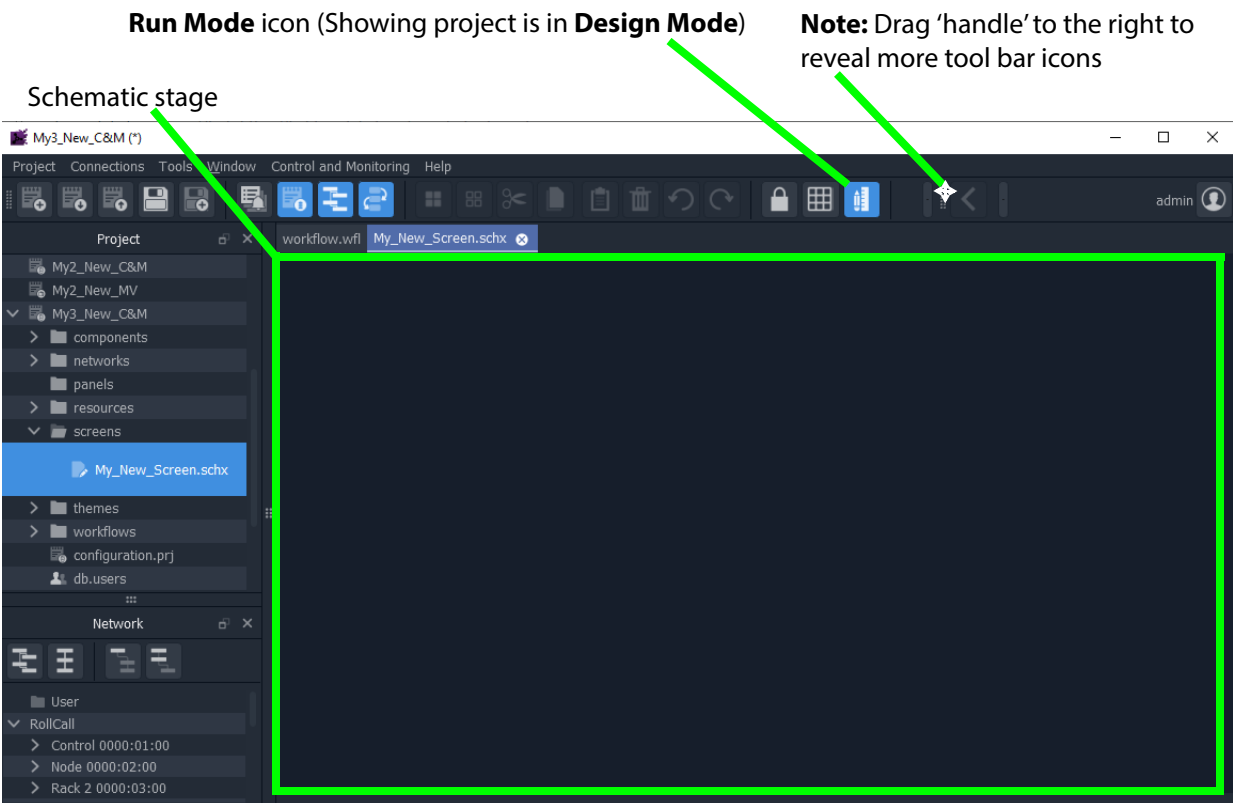 Run Mode icon (Showing project is in Design Mode)
Note: Drag ‘handle’ to the right to
reveal more tool bar icons
Schematic stage
My3_New_C&M (*)
Project Connections Tools Window Control and Monitoring Help
admin
Project
workflow.wfl My_New_Screen.schx
My2_New_C&M
My2_New_MV
My3_New_C&M
components
networks
panels
resources
screens
My_New_Screen.schx
themes
workflows
configuration.prj
db.users
Network
User
RollCall
Control 0000:01:00
Node 0000:02:00
Rack 2 0000:03:00